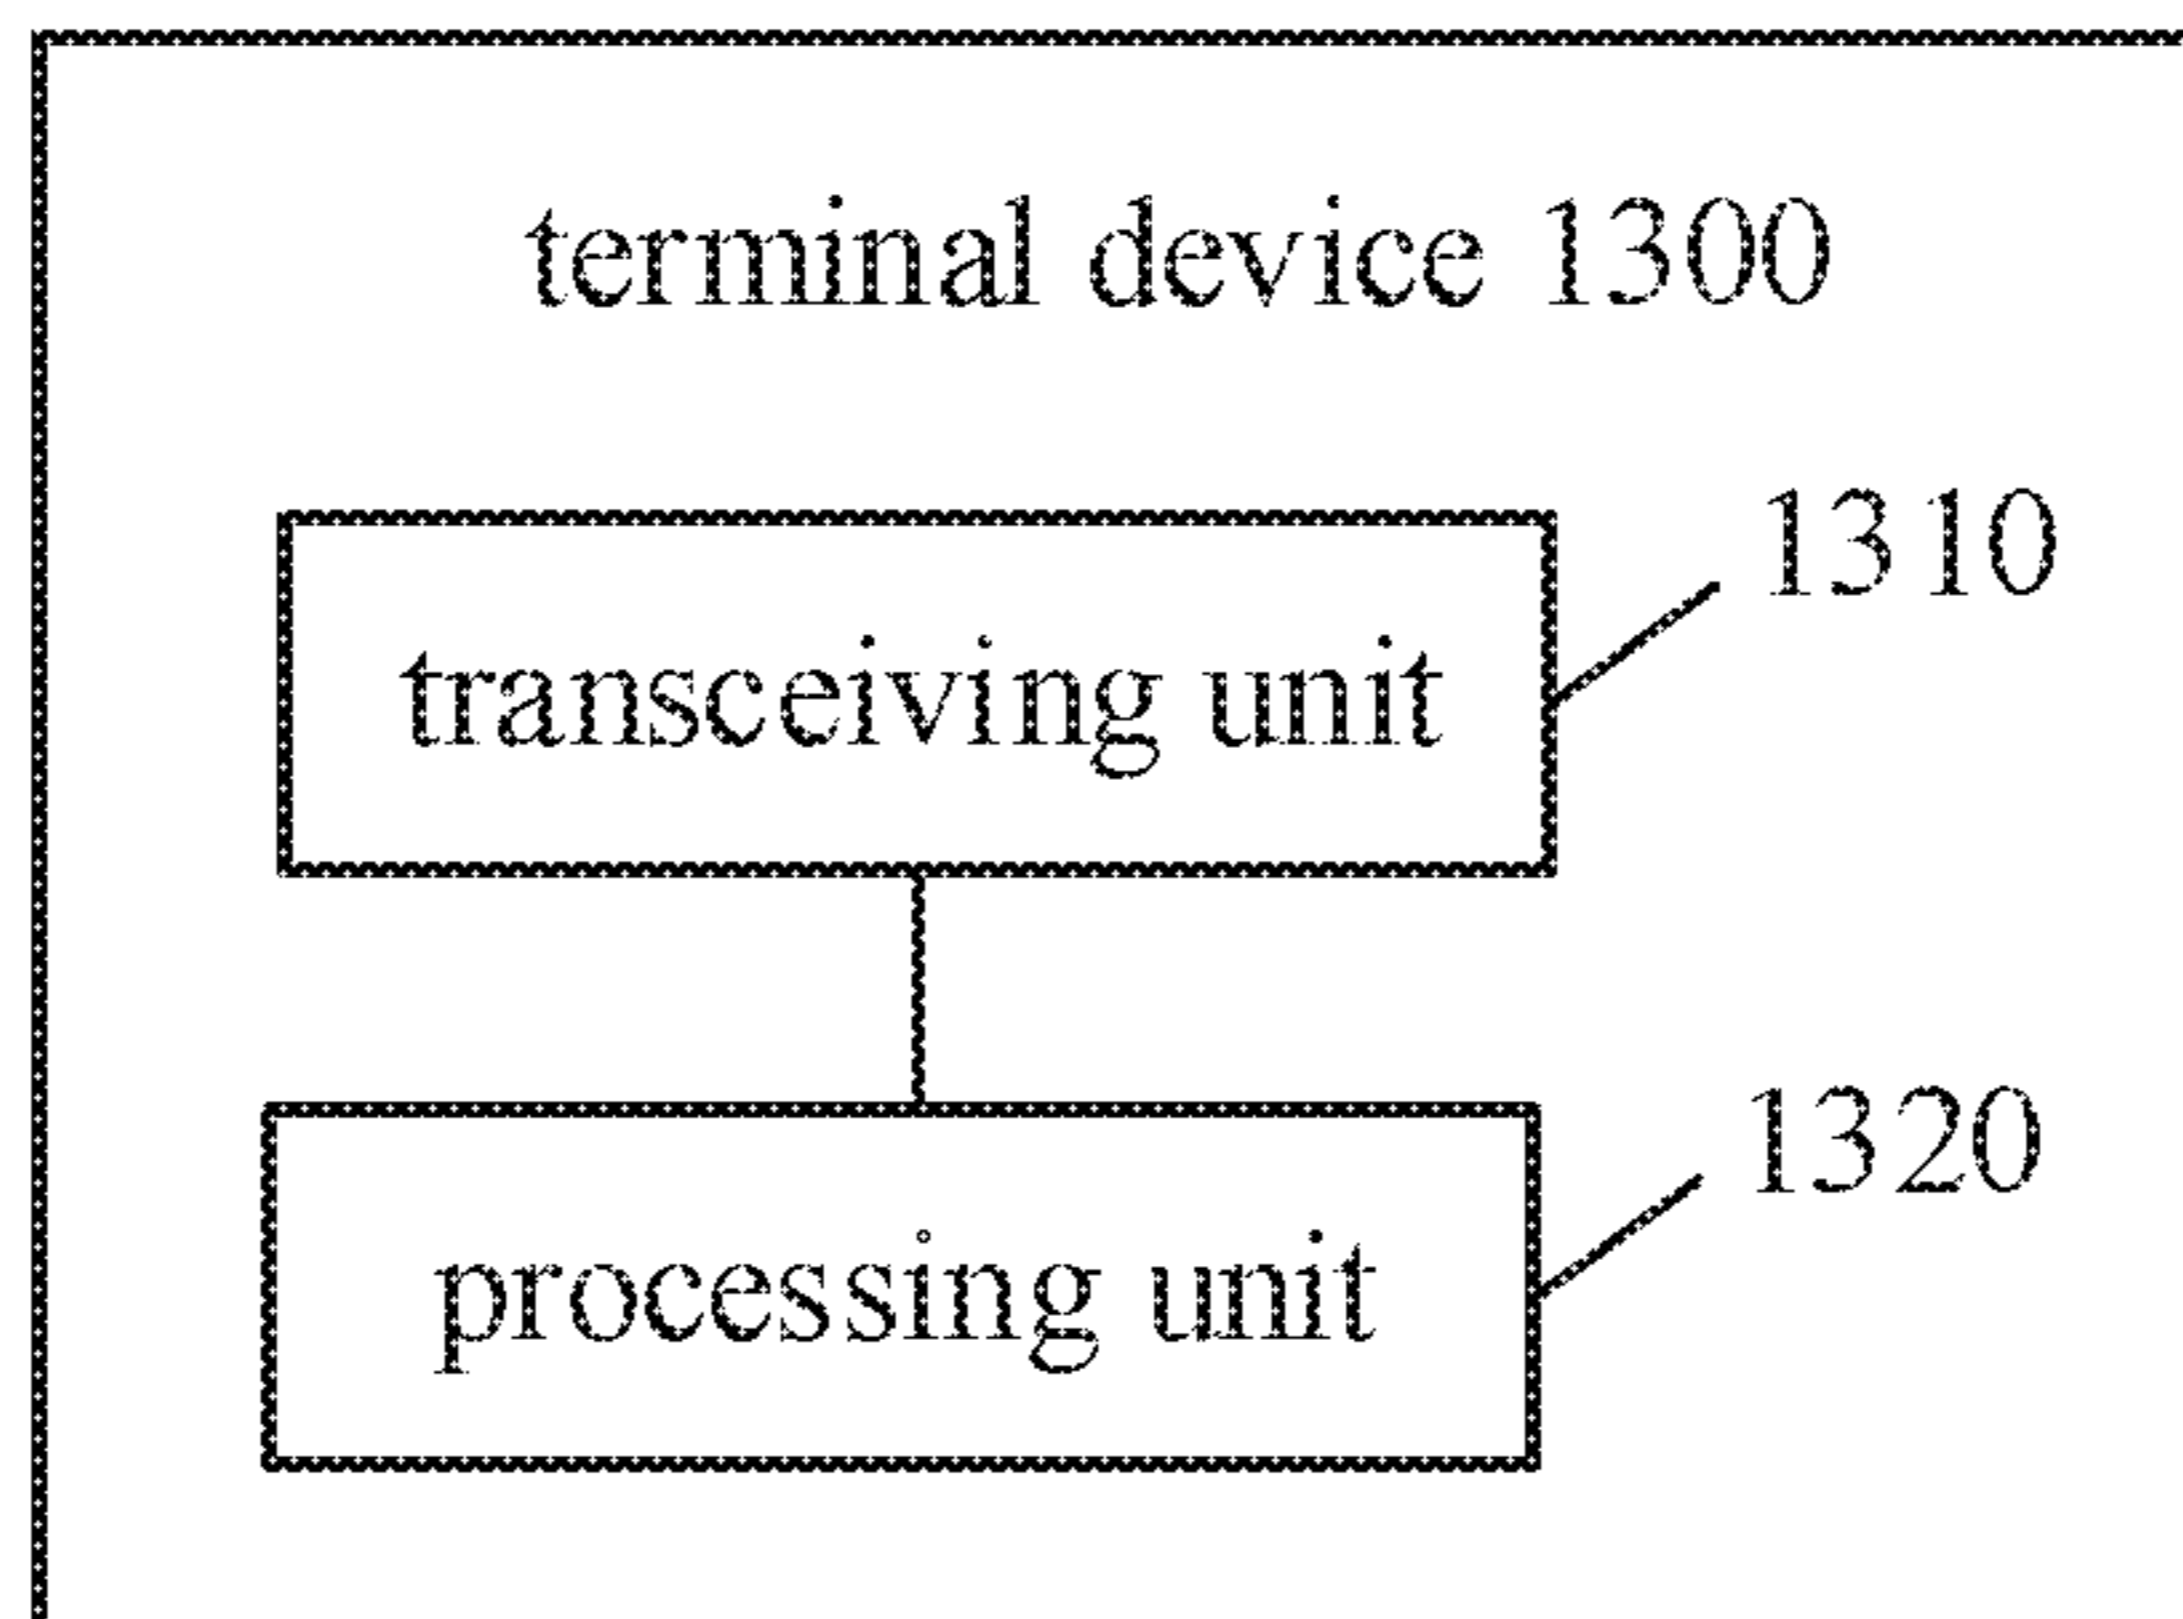 terminal device 1300
1310
transceiving unit
1320
processing unit